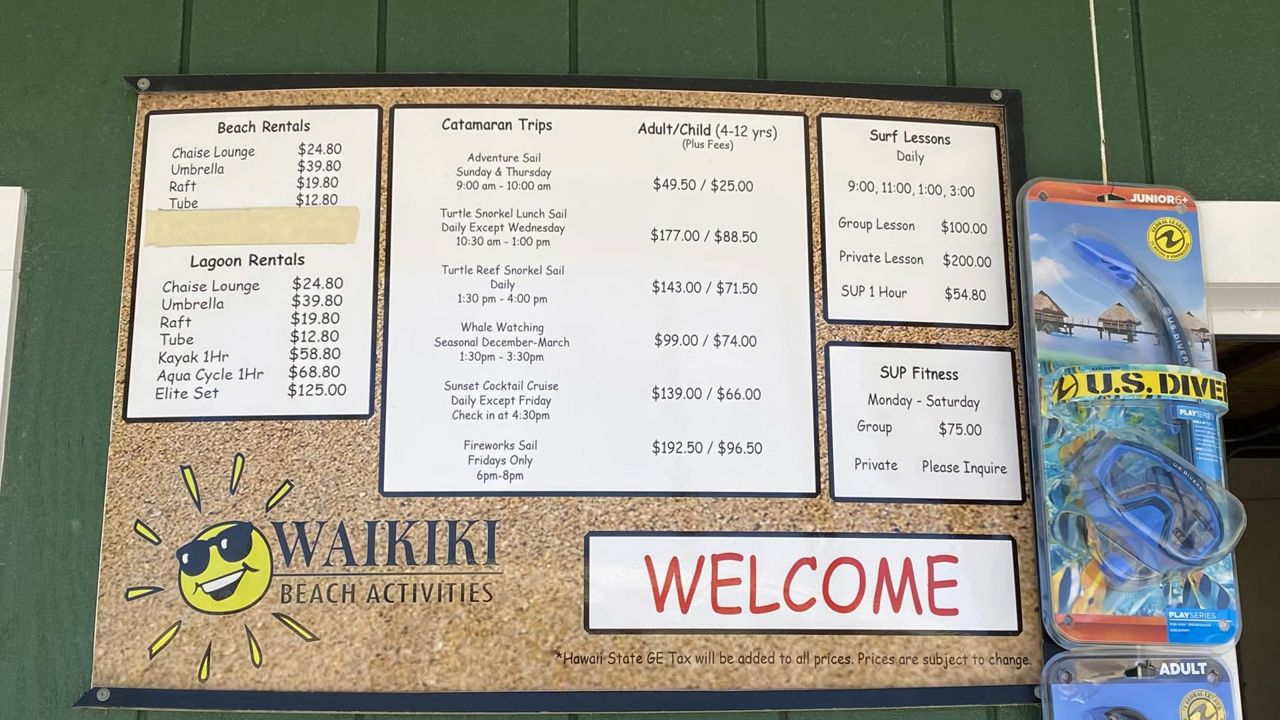 Beach Rentals
Chaise Lounge $24.80
Umbrella $39.80
Raft $19.80
Tube $12.80
Lagoon Rentals
Chaise Lounge $24.80
Umbrella $39.80
Raft $19.80
Tube $12.80
Kayak 1Hr $58.80
Aqua Cycle 1Hr $68.80
Elite Set $125.00
Catamaran Trips Adult/Child (4-12 yrs)
(Plus Fees)
Adventure Sail
Sunday & Thursday
9:00 am - 10:00 am
$49.50 / $25.00
Turtle Snorkel Lunch Sail
Daily Except Wednesday
10:30 am - 1:00 pm
$177.00 / $88.50
Turtle Reef Snorkel Sail
Daily
1:30 pm - 4:00 pm
$143.00 / $71.50
Whale Watching
Seasonal December-March
1:30pm - 3:30pm
$99.00 / $74.00
Sunset Cocktail Cruise
Daily Except Friday
Check in at 4:30pm
$139.00 / $66.00
Fireworks Sail
Fridays Only
6pm-8pm
$192.50 / $96.50
Surf Lessons
Daily
9:00, 11:00, 1:00, 3:00
Group Lesson $100.00
Private Lesson $200.00
SUP 1 Hour $54.80
SUP Fitness
Monday - Saturday
Group $75.00
Private Please Inquire
WAIKIKI
BEACH ACTIVITIES
WELCOME
*Hawaii State GE Tax will be added to all prices. Prices are subject to change.
JUNIOR 6+
U.S. DIVERS
U.S. DIVE
PLAYSERIES
U.S. DIVERS
PLAYSERIES
ADULT